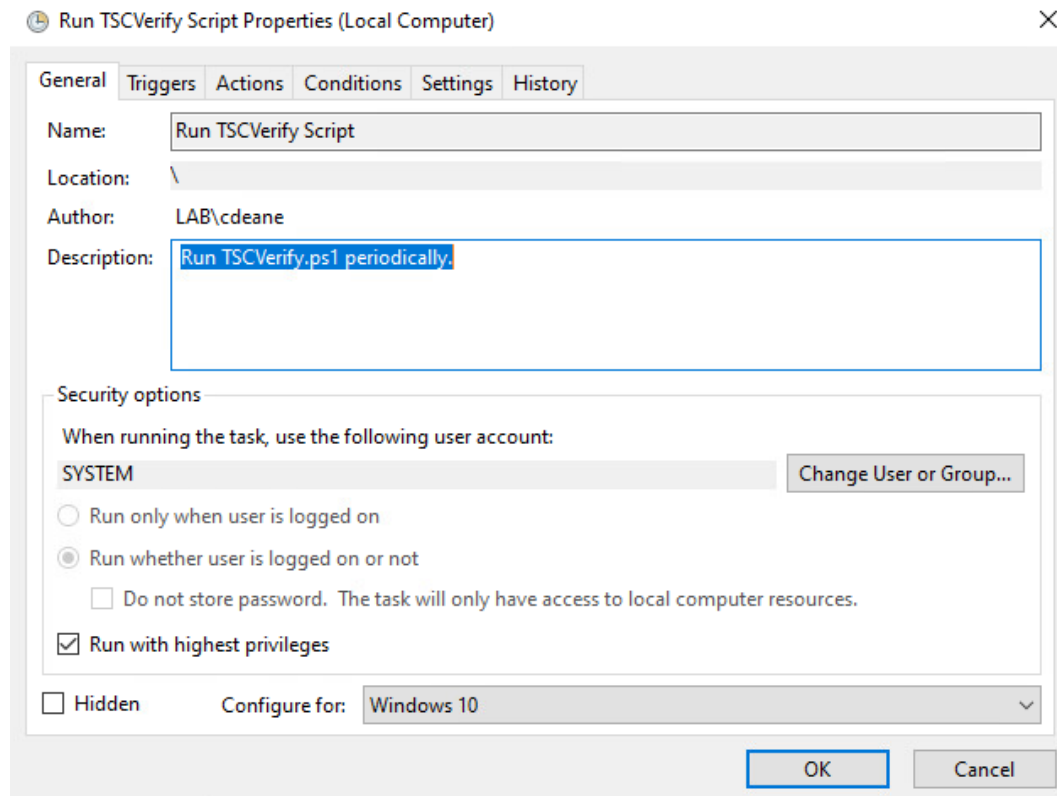 Run TSCVerify Script Properties (Local Computer)
General Triggers Actions Conditions Settings History
Name: Run TSCVerify Script
Location: \
Author: LAB\cdeane
Description: Run TSCVerify.ps1 periodically.
Security options
When running the task, use the following user account:
SYSTEM Change User or Group...
Run only when user is logged on
Run whether user is logged on or not
Do not store password. The task will only have access to local computer resources.
Run with highest privileges
Hidden Configure for: Windows 10
OK Cancel